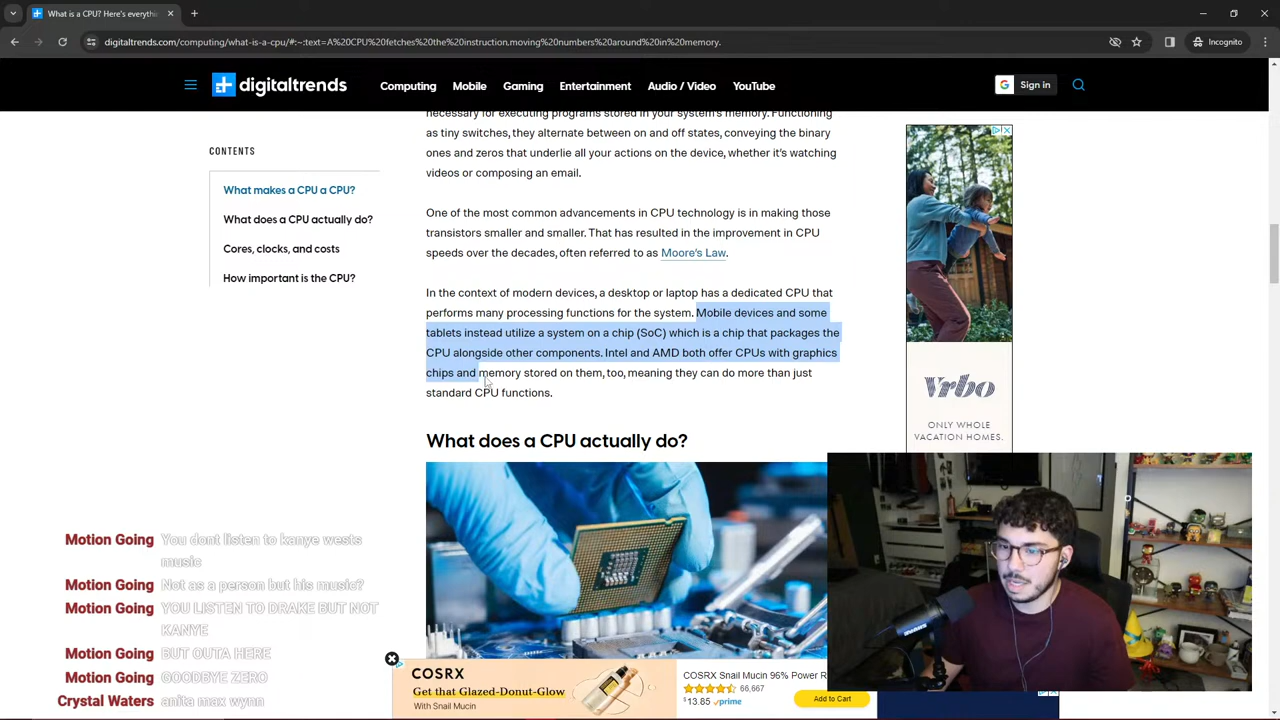 What is a CPU? Here's everythin
digitaltrends.com/computing/what-is-a-cpu/#:~:text=A%20CPU%20fetches%20the%20instruction.moving%20numbers%20around%20in%20memory.
Incognito
digitaltrends
Computing
Mobile
Gaming
Entertainment
Audio / Video
YouTube
Sign in
CONTENTS
What makes a CPU a CPU?
What does a CPU actually do?
Cores, clocks, and costs
How important is the CPU?
necessary for executing programs stored in your system's memory. Functioning
as tiny switches, they alternate between on and off states, conveying the binary
ones and zeros that underlie all your actions on the device, whether it's watching
videos or composing an email.
One of the most common advancements in CPU technology is in making those
transistors smaller and smaller. That has resulted in the improvement in CPU
speeds over the decades, often referred to as Moore's Law.
In the context of modern devices, a desktop or laptop has a dedicated CPU that
performs many processing functions for the system. Mobile devices and some
tablets instead utilize a system on a chip (SoC) which is a chip that packages the
CPU alongside other components. Intel and AMD both offer CPUs with graphics
chips and memory stored on them, too, meaning they can do more than just
standard CPU functions.
What does a CPU actually do?
Vrbo
ONLY WHOLE
VACATION HOMES.
Motion Going You dont listen to kanye wests
music
Motion Going Not as a person but his music?
Motion Going YOU LISTEN TO DRAKE BUT NOT
KANYE
Motion Going BUT OUTA HERE
Motion Going GOODBYE ZERO
Crystal Waters anita max wynn
COSRX
Get that Glazed-Donut-Glow
With Snail Mucin
COSRX Snail Mucin 96% Power R
66,667
$13.85 prime
Add to Cart